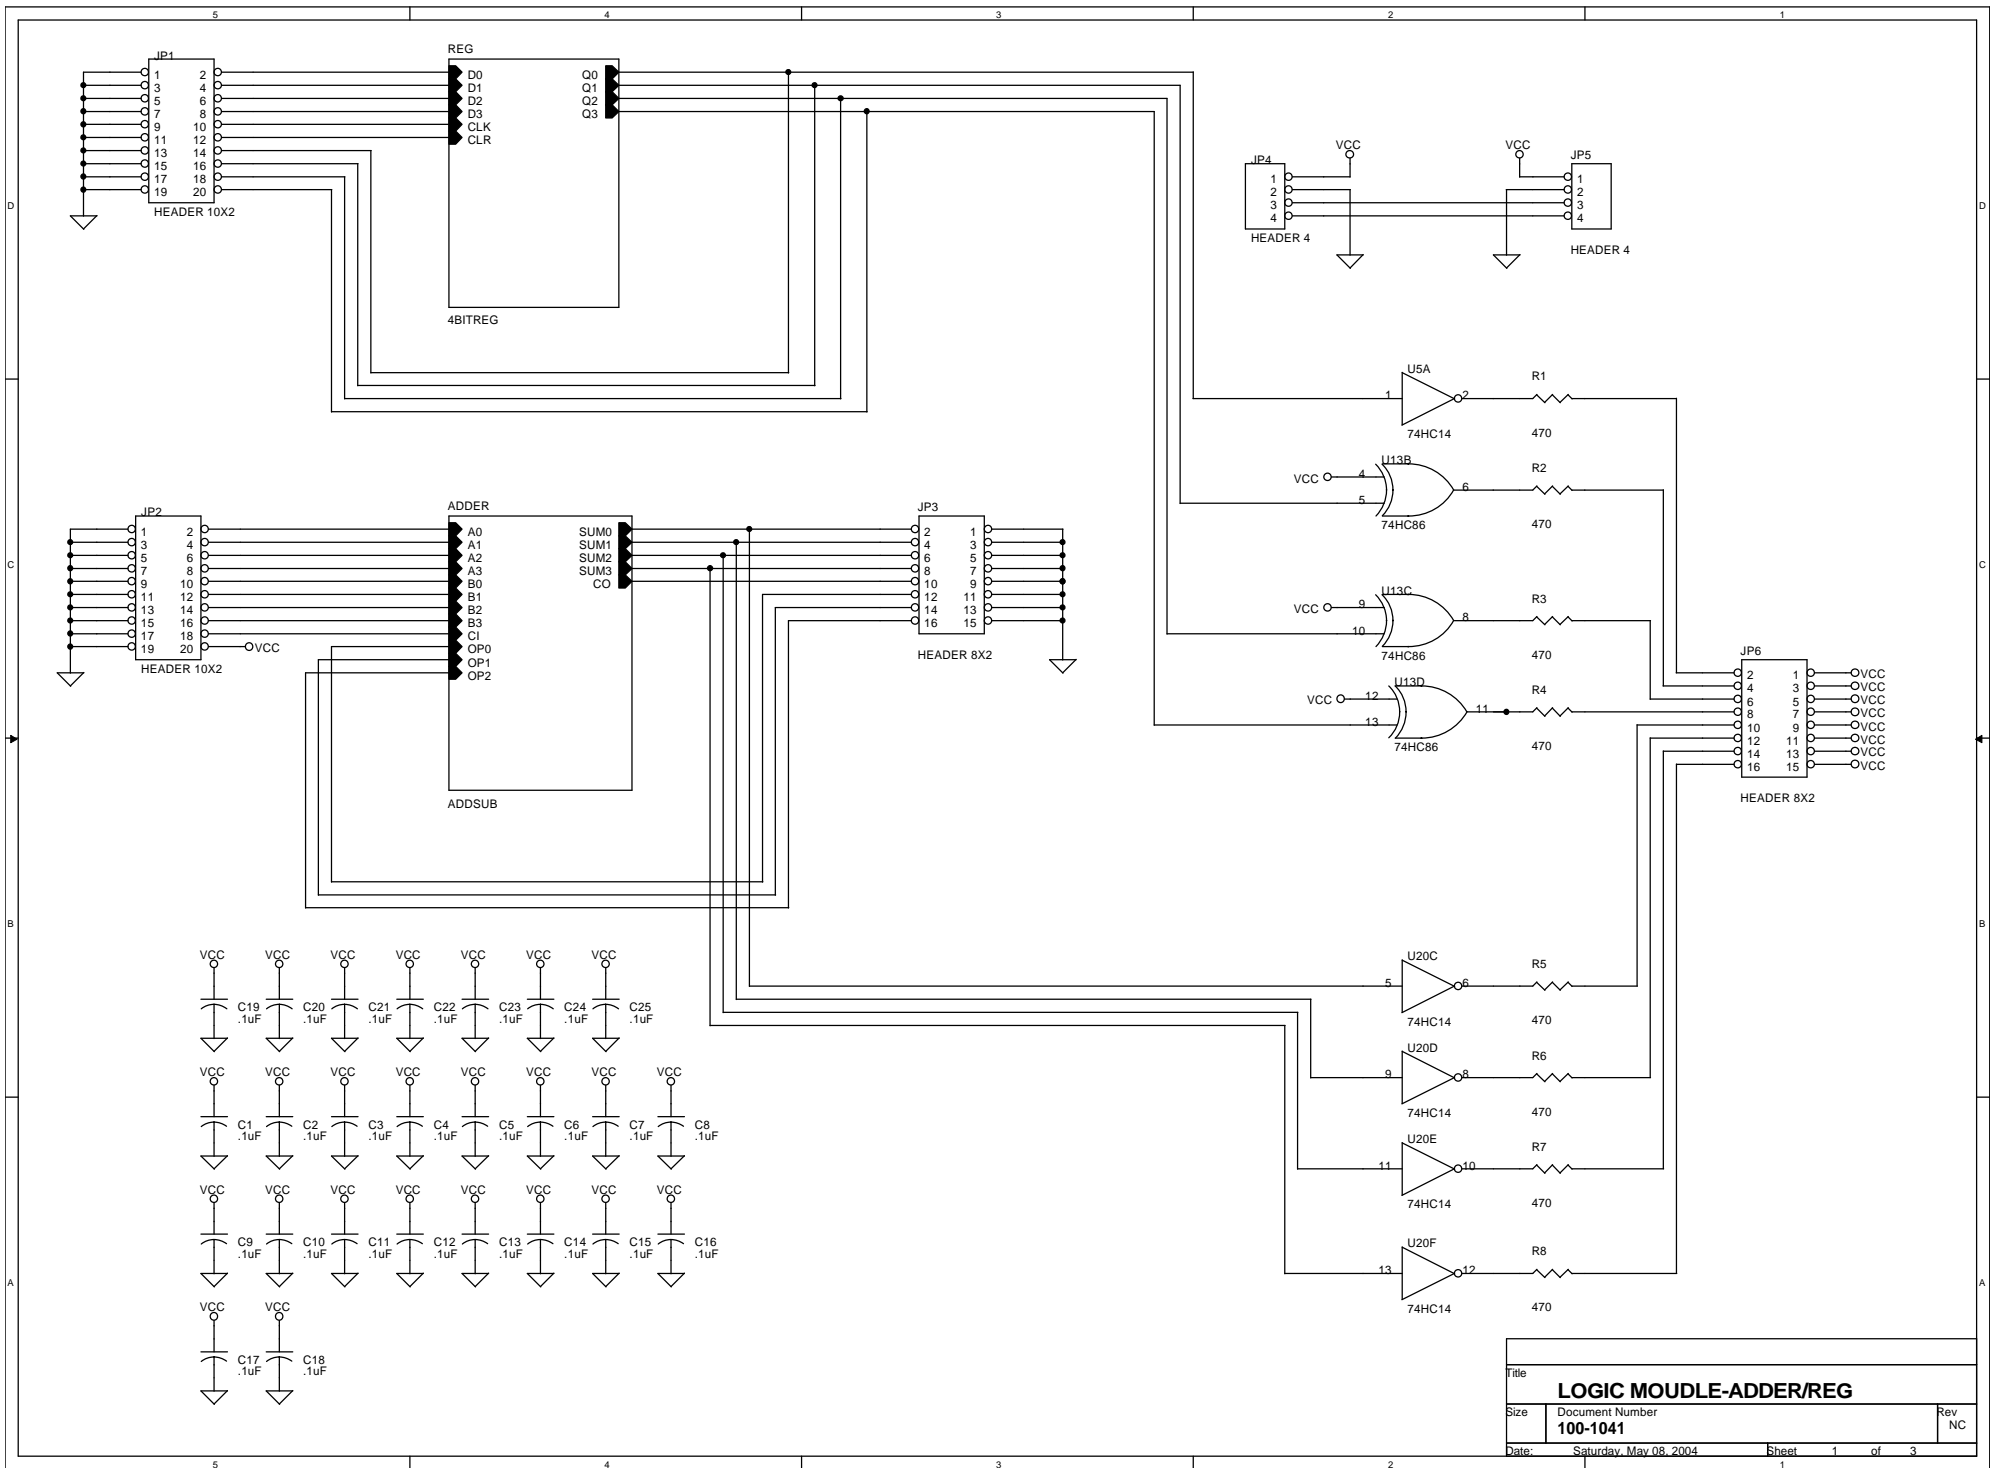 5 4 3 2 1
D C B A
D C B A
JP1
1 2
3 4
5 6
7 8
9 10
11 12
13 14
15 16
17 18
19 20
HEADER 10X2
REG
D0 Q0
D1 Q1
D2 Q2
D3 Q3
CLK
CLR
4BITREG
JP4
VCC
1
2
3
4
HEADER 4
VCC
JP5
1
2
3
4
HEADER 4
JP2
1 2
3 4
5 6
7 8
9 10
11 12
13 14
15 16
17 18
19 20
VCC
HEADER 10X2
ADDER
A0 SUM0
A1 SUM1
A2 SUM2
A3 SUM3
B0 CO
B1
B2
B3
CI
OP0
OP1
OP2
ADDSUB
JP3
2 1
4 3
6 5
8 7
10 9
12 11
14 13
16 15
HEADER 8X2
U5A
1 2
74HC14
R1
470
U13B
VCC 4
5
6
74HC86
R2
470
U13C
VCC 9
10
8
74HC86
R3
470
U13D
VCC 12
13
11
74HC86
R4
470
JP6
2 1 VCC
4 3 VCC
6 5 VCC
8 7 VCC
10 9 VCC
12 11 VCC
14 13 VCC
16 15 VCC
HEADER 8X2
U20C
5 6
74HC14
R5
470
U20D
9 8
74HC14
R6
470
U20E
11 10
74HC14
R7
470
U20F
13 12
74HC14
R8
470
VCC VCC VCC VCC VCC VCC VCC
C19 C20 C21 C22 C23 C24 C25
.1uF .1uF .1uF .1uF .1uF .1uF .1uF
VCC VCC VCC VCC VCC VCC VCC VCC
C1 C2 C3 C4 C5 C6 C7 C8
.1uF .1uF .1uF .1uF .1uF .1uF .1uF .1uF
VCC VCC VCC VCC VCC VCC VCC VCC
C9 C10 C11 C12 C13 C14 C15 C16
.1uF .1uF .1uF .1uF .1uF .1uF .1uF .1uF
VCC VCC
C17 C18
.1uF .1uF
Title
LOGIC MOUDLE-ADDER/REG
Size Document Number Rev
100-1041 NC
Date: Saturday, May 08, 2004 Sheet 1 of 3
5 4 3 2 1